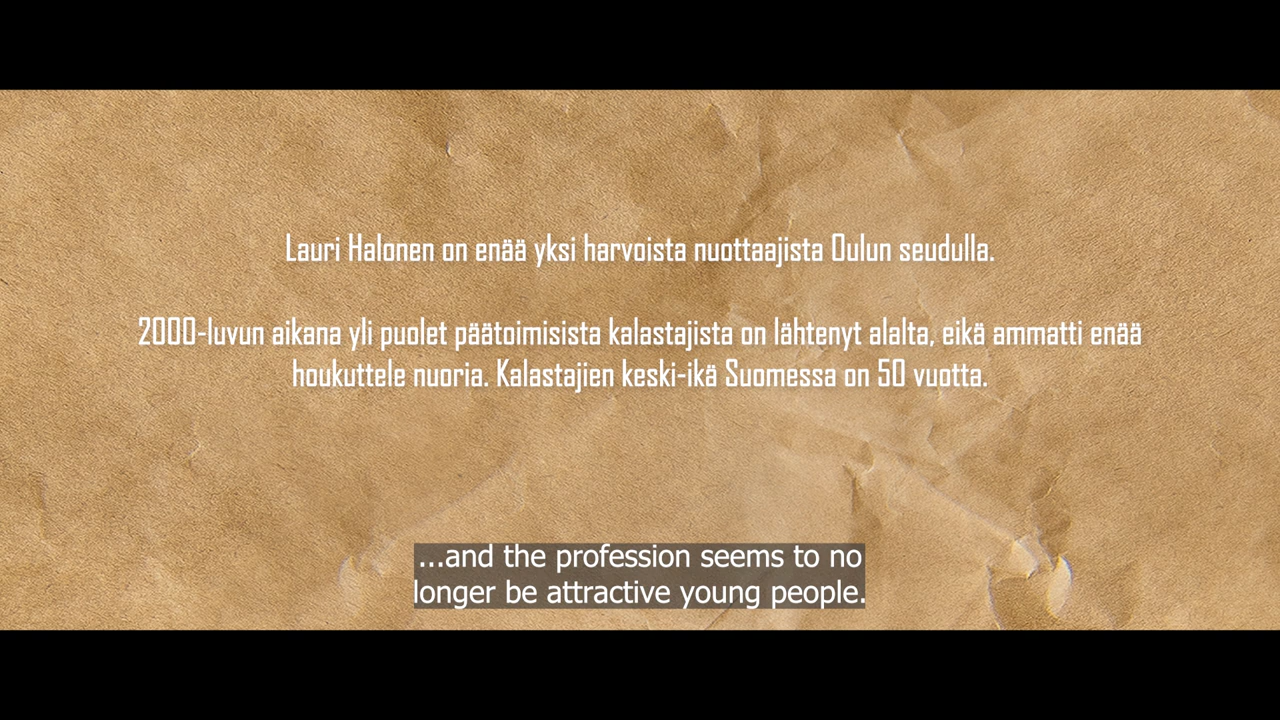 Lauri Halonen on enää yksi harvoista nuottaajista Oulun seudulla.
2000-luvun aikana yli puolet päätoimisista kalastajista on lähtenyt alalta, eikä ammatti enää
houkuttele nuoria. Kalastajien keski-ikä Suomessa on 50 vuotta.
...and the profession seems to no
longer be attractive young people.